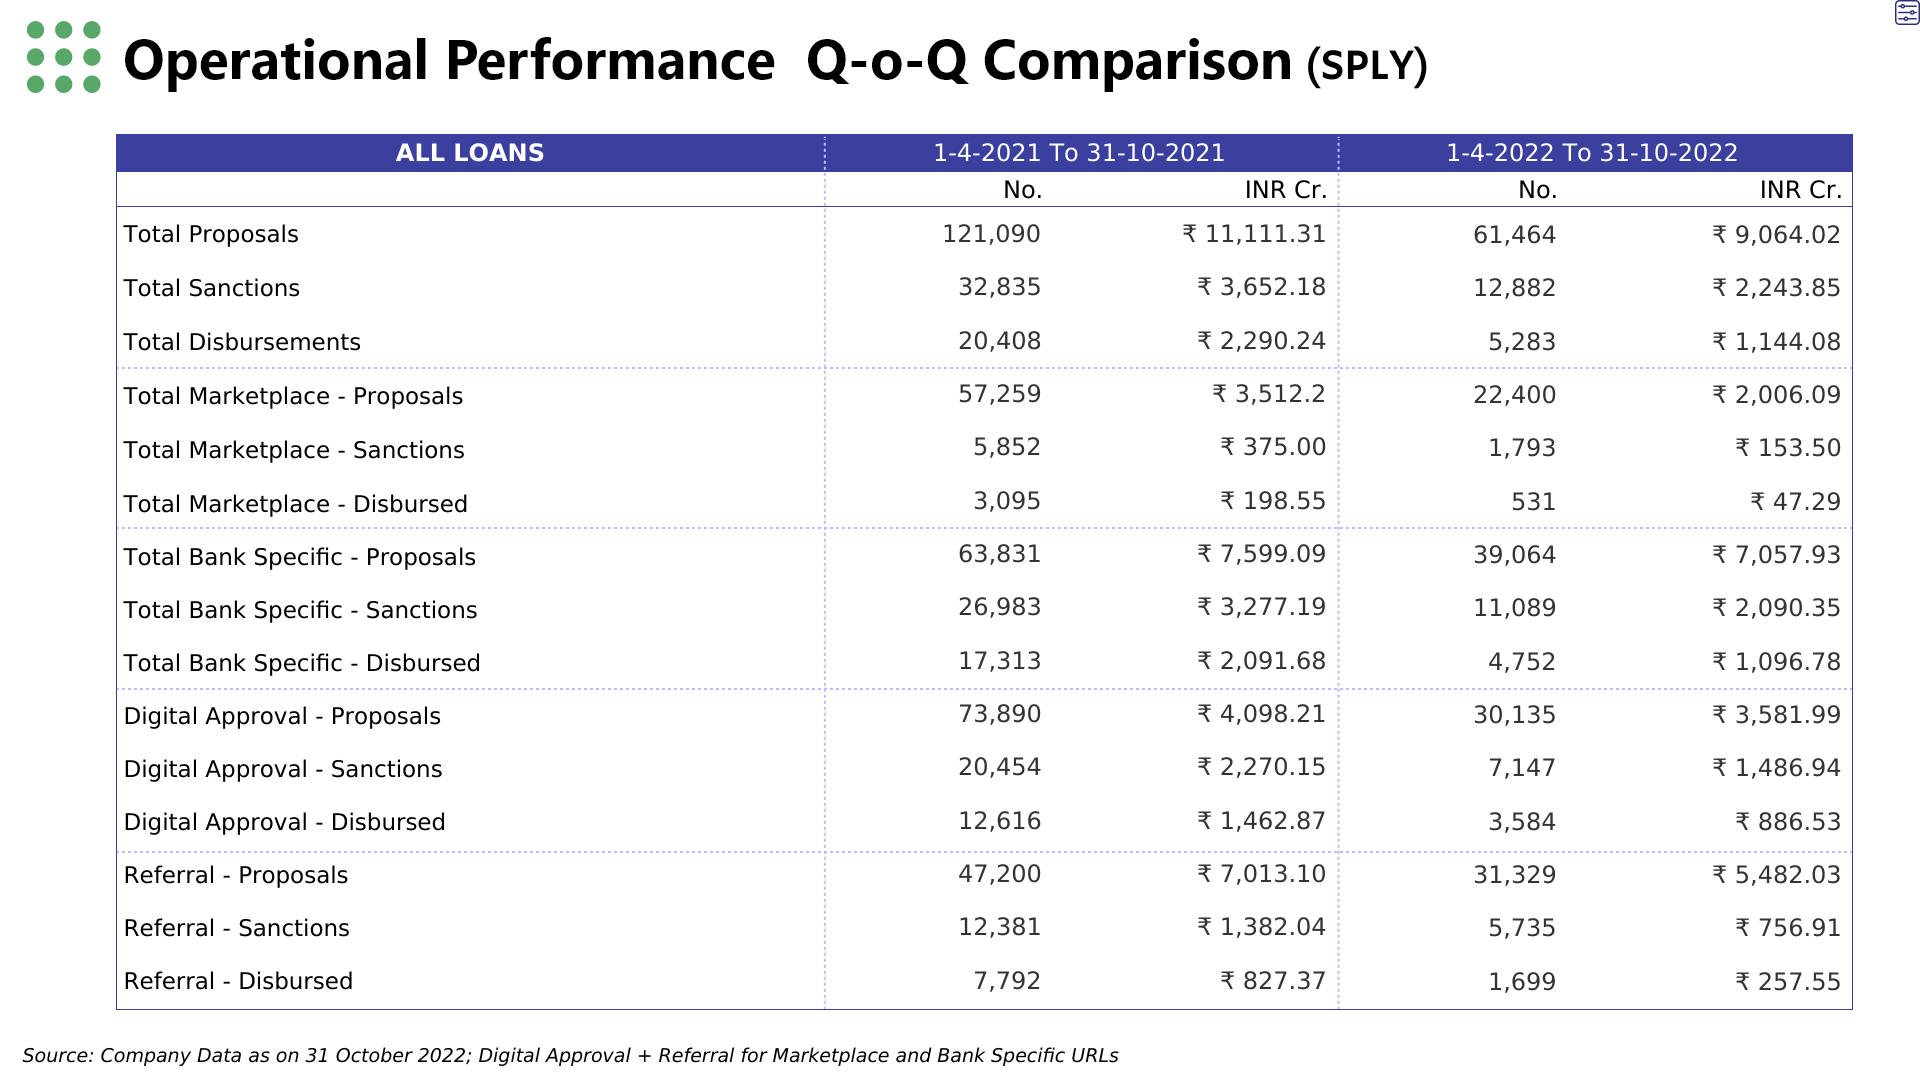 Operational Performance  Q-o-Q Comparison (SPLY)
ALL LOANS 1-4-2021 To 31-10-2021 1-4-2022 To 31-10-2022
No. INR Cr. No. INR Cr.
Total Proposals 121,090 ₹ 11,111.31 61,464 ₹ 9,064.02
Total Sanctions 32,835 ₹ 3,652.18 12,882 ₹ 2,243.85
Total Disbursements 20,408 ₹ 2,290.24 5,283 ₹ 1,144.08
Total Marketplace - Proposals 57,259 ₹ 3,512.2 22,400 ₹ 2,006.09
Total Marketplace - Sanctions 5,852 ₹ 375.00 1,793 ₹ 153.50
Total Marketplace - Disbursed 3,095 ₹ 198.55 531 ₹ 47.29
Total Bank Specific - Proposals 63,831 ₹ 7,599.09 39,064 ₹ 7,057.93
Total Bank Specific - Sanctions 26,983 ₹ 3,277.19 11,089 ₹ 2,090.35
Total Bank Specific - Disbursed 17,313 ₹ 2,091.68 4,752 ₹ 1,096.78
Digital Approval - Proposals 73,890 ₹ 4,098.21 30,135 ₹ 3,581.99
Digital Approval - Sanctions 20,454 ₹ 2,270.15 7,147 ₹ 1,486.94
Digital Approval - Disbursed 12,616 ₹ 1,462.87 3,584 ₹ 886.53
Referral - Proposals 47,200 ₹ 7,013.10 31,329 ₹ 5,482.03
Referral - Sanctions 12,381 ₹ 1,382.04 5,735 ₹ 756.91
Referral - Disbursed 7,792 ₹ 827.37 1,699 ₹ 257.55
Source: Company Data as on 31 October 2022; Digital Approval + Referral for Marketplace and Bank Specific URLs